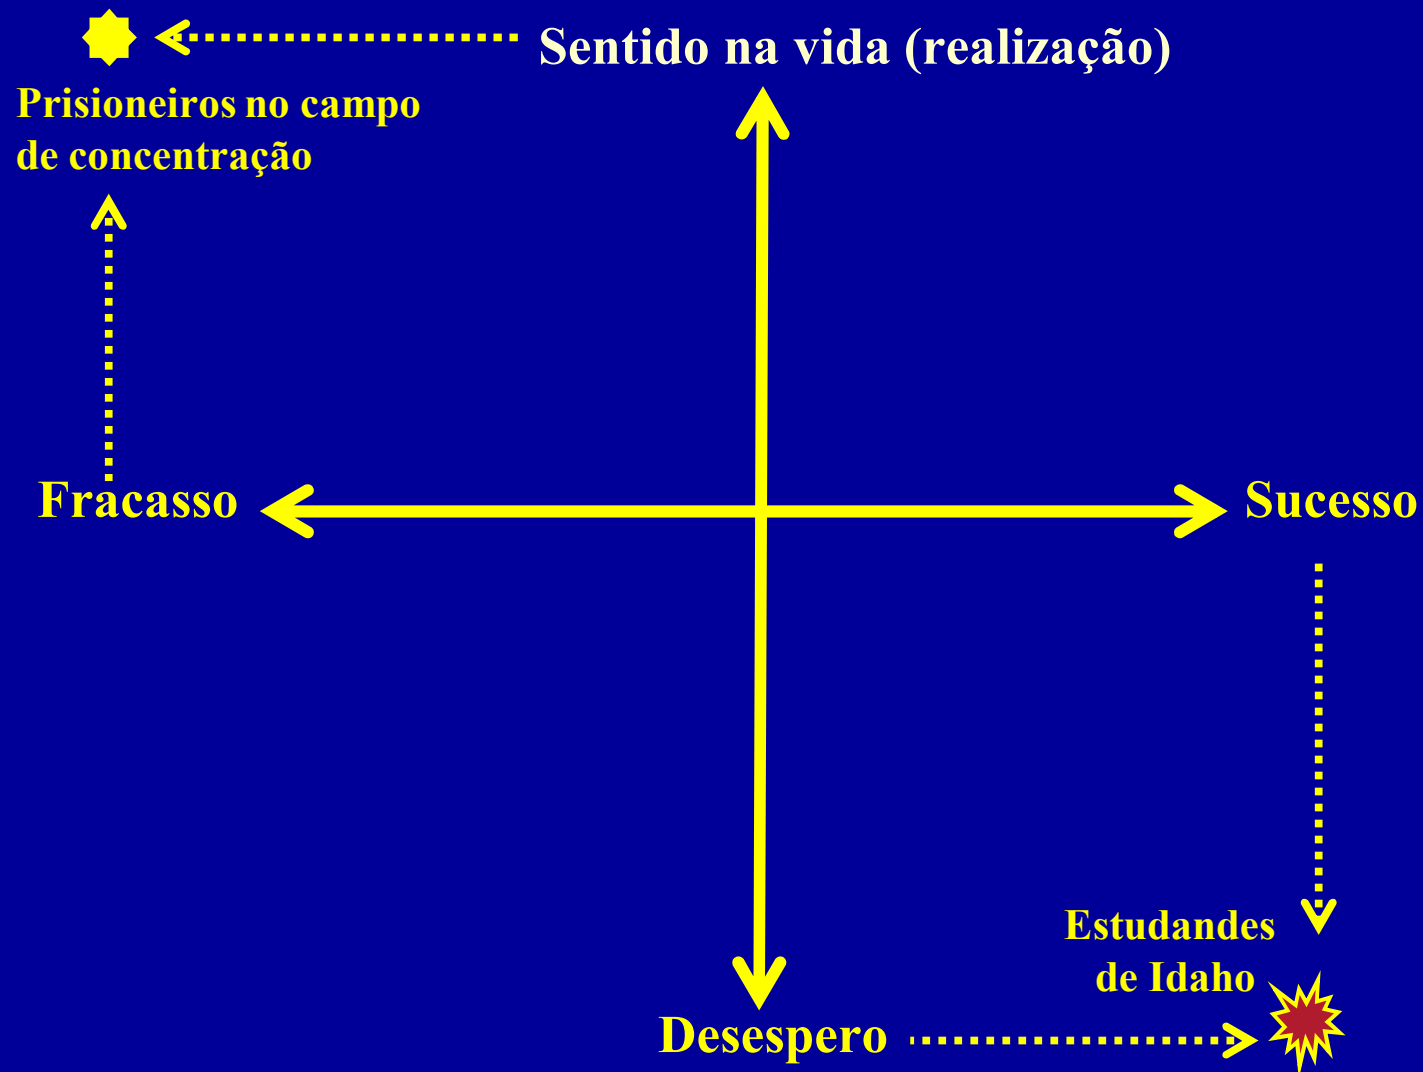 Sentido na vida (realização)
Prisioneiros no campo
de concentração
Fracasso
Sucesso
Estudandes
de Idaho
Desespero